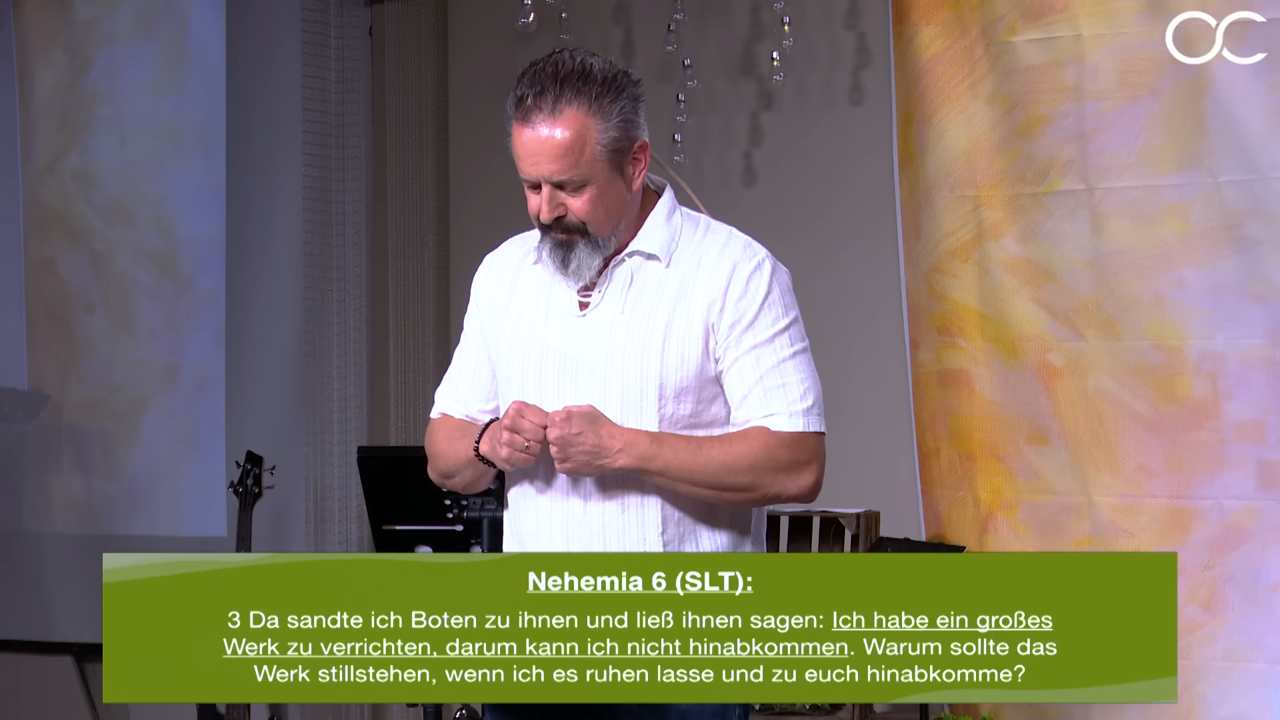 OC
Nehemia 6 (SLT):
3 Da sandte ich Boten zu ihnen und ließ ihnen sagen: Ich habe ein großes
Werk zu verrichten, darum kann ich nicht hinabkommen. Warum sollte das
Werk stillstehen, wenn ich es ruhen lasse und zu euch hinabkomme?